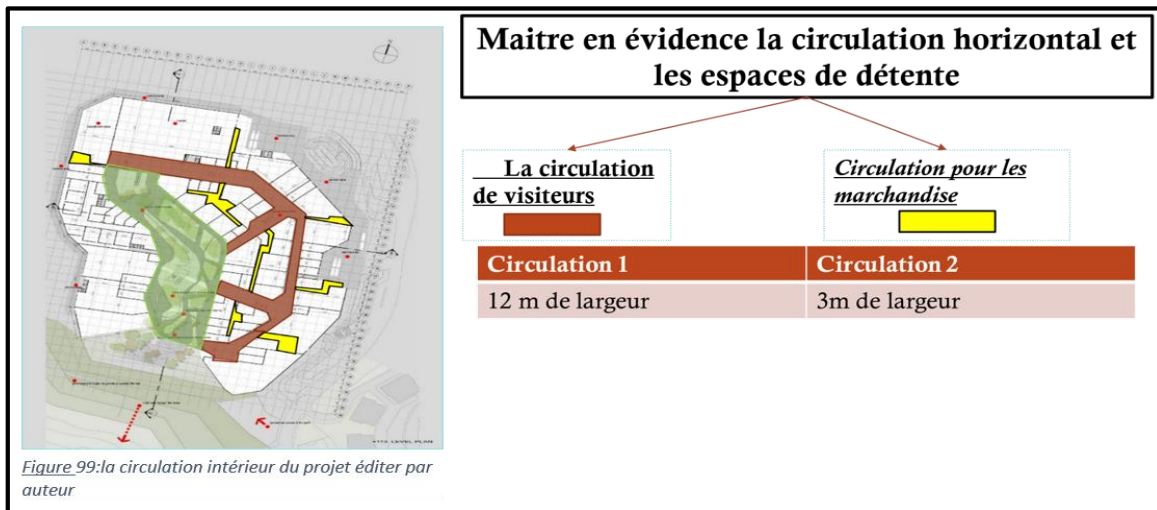 Maitre en évidence la circulation horizontal et
les espaces de détente
La circulation
de visiteurs
Circulation pour les
marchandise
Circulation 1
Circulation 2
12 m de largeur
3m de largeur
LEVEL PLAN
Figure 99:la circulation intérieur du projet éditer par
auteur